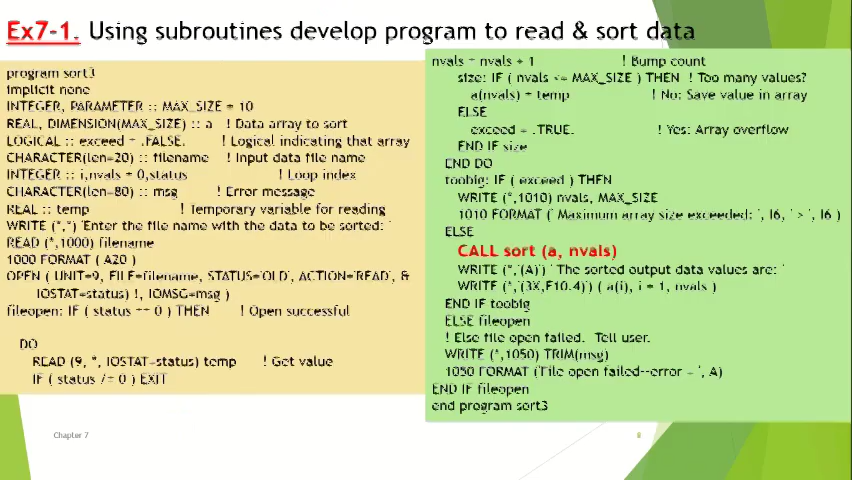 Ex7-1. Using subroutines develop program to read & sort data
program sort3
implicit none
INTEGER, PARAMETER :: MAX_SIZE = 10
REAL, DIMENSION(MAX_SIZE) :: a ! Data array to sort
LOGICAL :: exceed = .FALSE. ! Logical indicating that array
CHARACTER(len=20) :: filename ! Input data file name
INTEGER :: i,nvals = 0,status ! Loop index
CHARACTER(len=80) :: msg ! Error message
REAL :: temp ! Temporary variable for reading
WRITE (*,*) 'Enter the file name with the data to be sorted: '
READ (*,1000) filename
1000 FORMAT ( A20 )
OPEN ( UNIT=9, FILE=filename, STATUS='OLD', ACTION='READ', &
IOSTAT=status) !, IOMSG=msg )
fileopen: IF ( status == 0 ) THEN ! Open successful
DO
READ (9, *, IOSTAT=status) temp ! Get value
IF ( status /= 0 ) EXIT
nvals = nvals + 1 ! Bump count
size: IF ( nvals <= MAX_SIZE ) THEN ! Too many values?
a(nvals) = temp ! No: Save value in array
ELSE
exceed = .TRUE. ! Yes: Array overflow
END IF size
END DO
toobig: IF ( exceed ) THEN
WRITE (*,1010) nvals, MAX_SIZE
1010 FORMAT (' Maximum array size exceeded: ', I6, ' > ', I6 )
ELSE
CALL sort (a, nvals)
WRITE (*,'(A)') ' The sorted output data values are: '
WRITE (*,'(3X,F10.4)') ( a(i), i = 1, nvals )
END IF toobig
ELSE fileopen
! Else file open failed. Tell user.
WRITE (*,1050) TRIM(msg)
1050 FORMAT ('File open failed--error = ', A)
END IF fileopen
end program sort3
Chapter 7
8